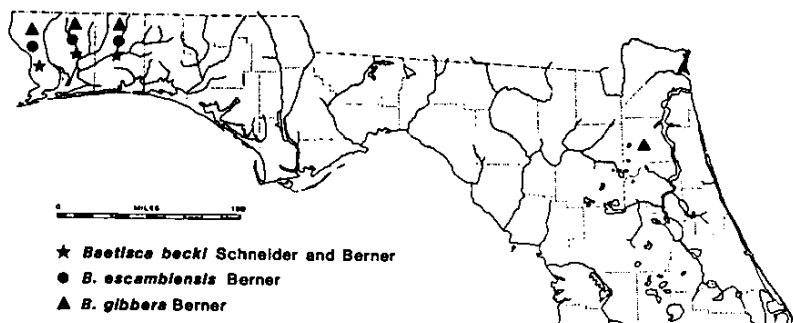 0 MILES 100
★ Baetisca becki Schneider and Berner
● B. escambiensis Berner
▲ B. gibbera Berner